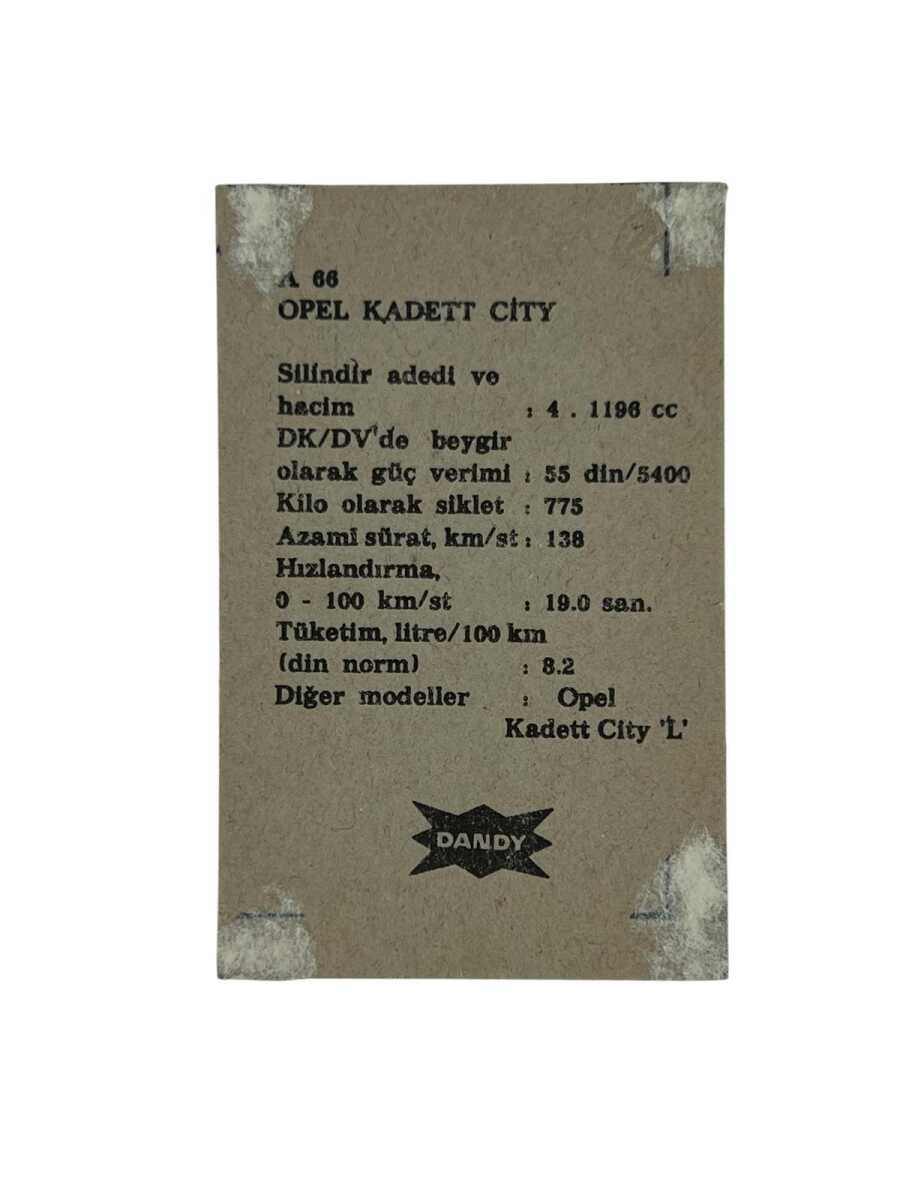 A 66
OPEL KADETT CİTY
Silindir adedi ve
hacim : 4 . 1196 cc
DK/DV'de beygir
olarak güç verimi : 55 din/5400
Kilo olarak siklet : 775
Azami sürat, km/st : 138
Hızlandırma,
0 - 100 km/st : 19.0 san.
Tüketim, litre/100 km
(din norm) : 8.2
Diğer modeller : Opel
Kadett City 'L'
DANDY